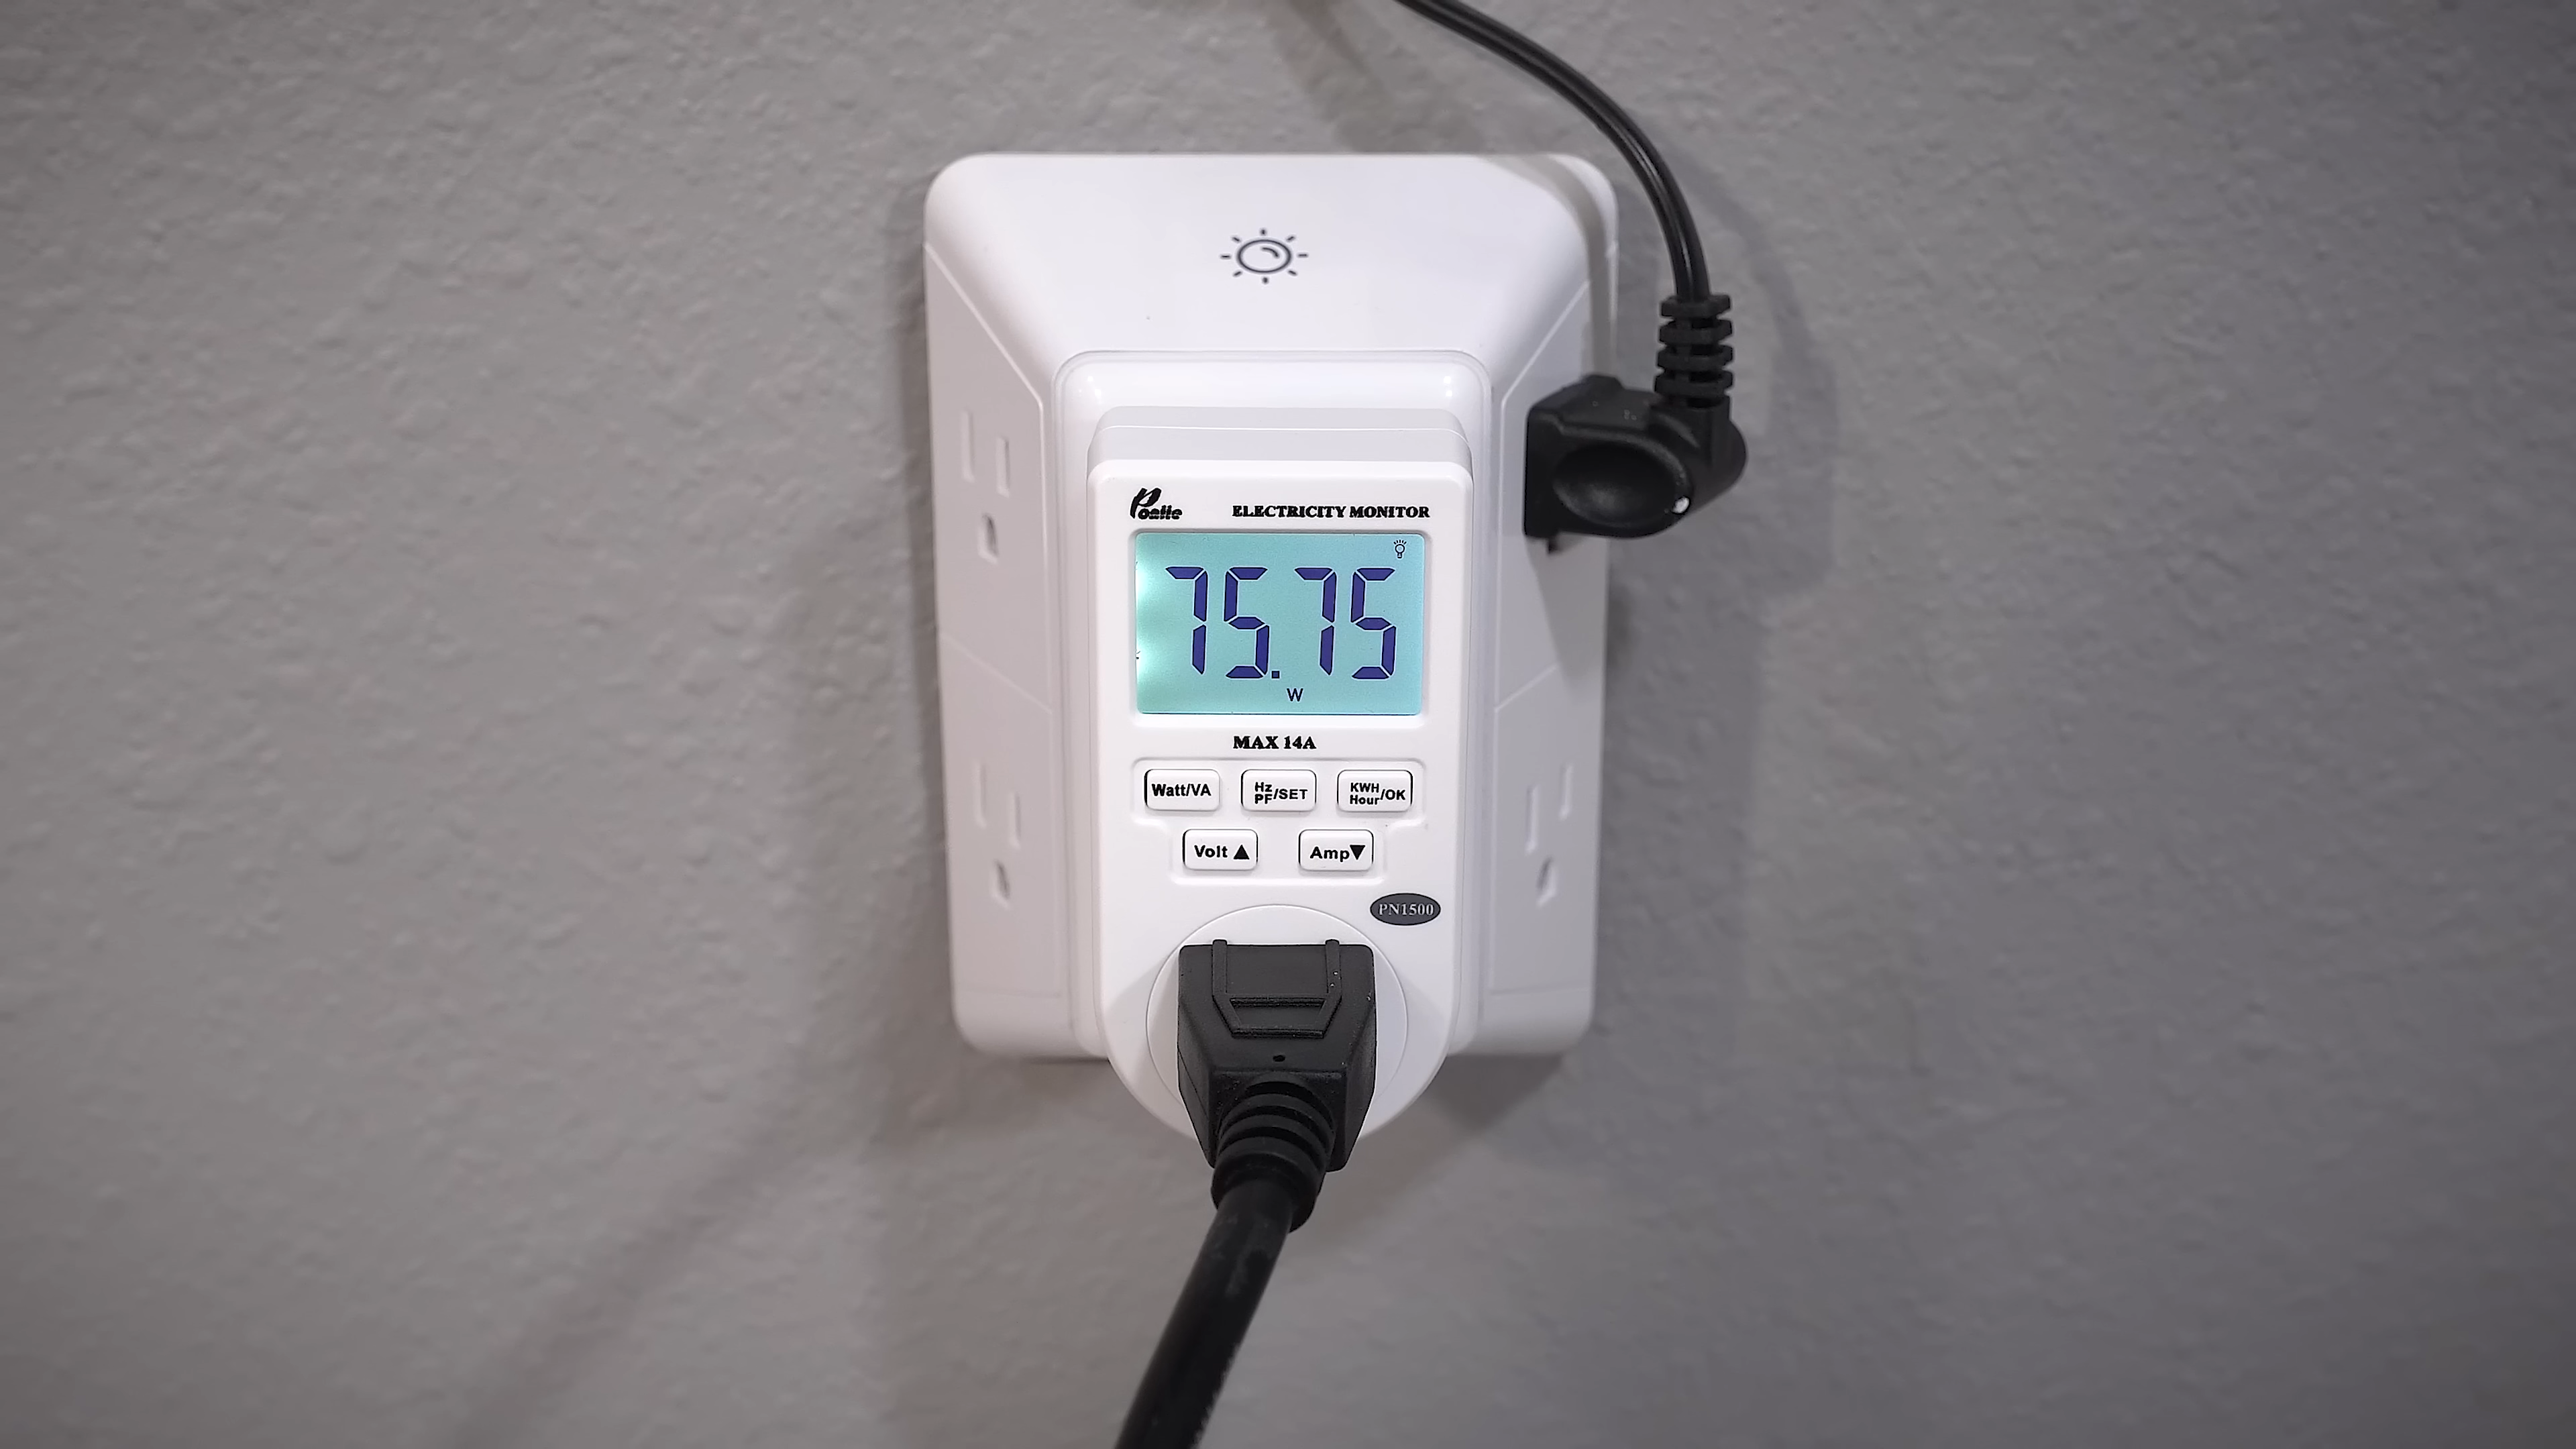 Poniie
ELECTRICITY MONITOR
75.75
W
MAX 14A
Watt/VA
Hz
PF/SET
KWH
Hour/OK
Volt ▲
Amp▼
PN1500